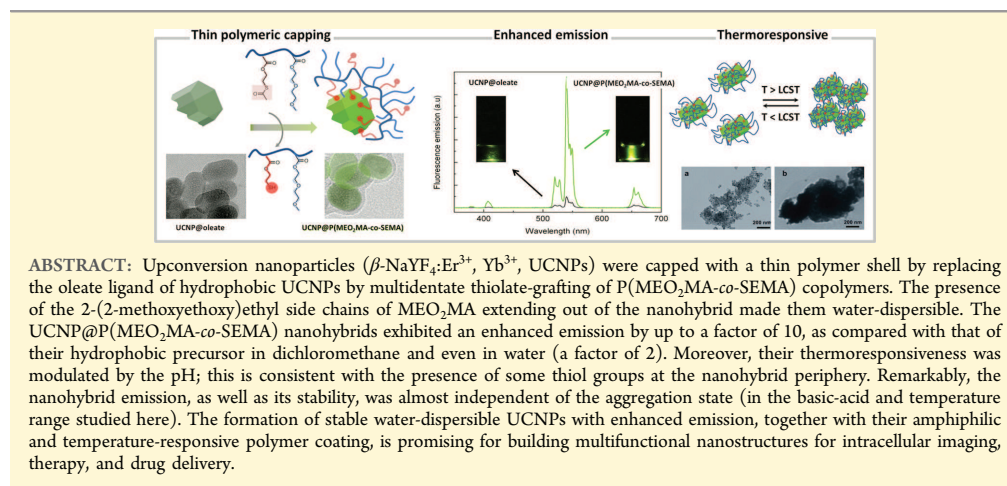 Thin polymeric capping
Enhanced emission
Thermoresponsive
UCNP@oleate
UCNP@P(MEO₂MA-co-SEMA)
UCNP@oleate
UCNP@P(MEO₂MA-co-SEMA)
Fluorescence emission (a.u)
400
500
600
700
Wavelength (nm)
T > LCST
T < LCST
a
200 nm
b
200 nm
ABSTRACT: Upconversion nanoparticles (β-NaYF₄:Er³⁺, Yb³⁺, UCNPs) were capped with a thin polymer shell by replacing
the oleate ligand of hydrophobic UCNPs by multidentate thiolate-grafting of P(MEO₂MA-co-SEMA) copolymers. The presence
of the 2-(2-methoxyethoxy)ethyl side chains of MEO₂MA extending out of the nanohybrid made them water-dispersible. The
UCNP@P(MEO₂MA-co-SEMA) nanohybrids exhibited an enhanced emission by up to a factor of 10, as compared with that of
their hydrophobic precursor in dichloromethane and even in water (a factor of 2). Moreover, their thermoresponsiveness was
modulated by the pH; this is consistent with the presence of some thiol groups at the nanohybrid periphery. Remarkably, the
nanohybrid emission, as well as its stability, was almost independent of the aggregation state (in the basic-acid and temperature
range studied here). The formation of stable water-dispersible UCNPs with enhanced emission, together with their amphiphilic
and temperature-responsive polymer coating, is promising for building multifunctional nanostructures for intracellular imaging,
therapy, and drug delivery.